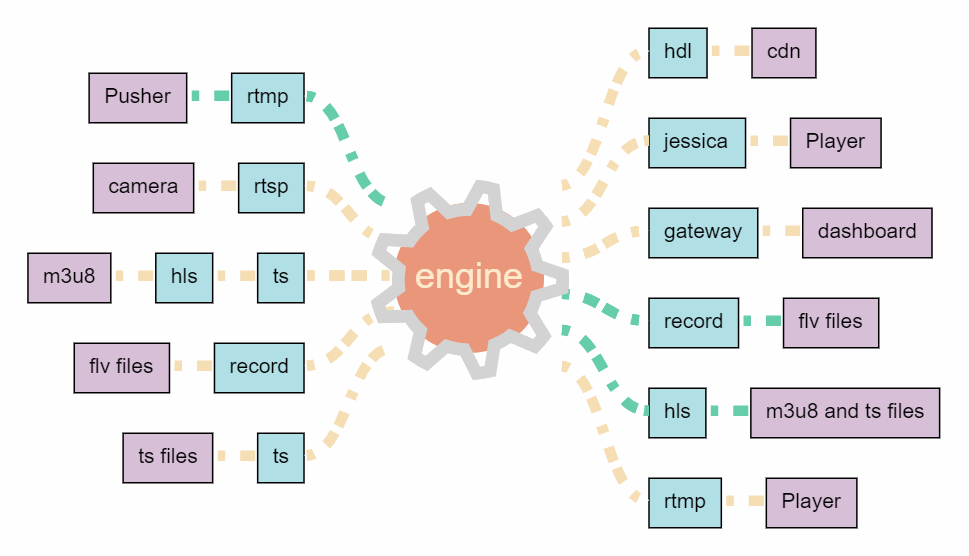 Pusher
rtmp
camera
rtsp
m3u8
hls
ts
flv files
record
ts files
ts
engine
hdl
cdn
jessica
Player
gateway
dashboard
record
flv files
hls
m3u8 and ts files
rtmp
Player